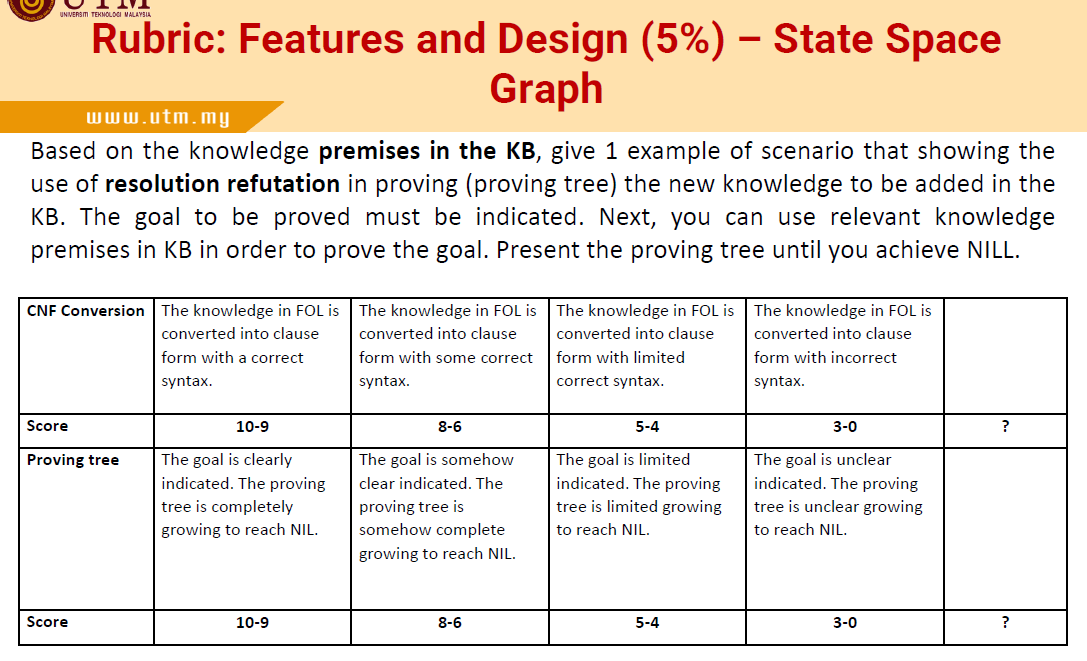 UTM
UNIVERSITI TEKNOLOGI MALAYSIA
Rubric: Features and Design (5%) – State Space
Graph
www.utm.my
Based on the knowledge premises in the KB, give 1 example of scenario that showing the
use of resolution refutation in proving (proving tree) the new knowledge to be added in the
KB. The goal to be proved must be indicated. Next, you can use relevant knowledge
premises in KB in order to prove the goal. Present the proving tree until you achieve NILL.
CNF Conversion
The knowledge in FOL is
converted into clause
form with a correct
syntax.
The knowledge in FOL is
converted into clause
form with some correct
syntax.
The knowledge in FOL is
converted into clause
form with limited
correct syntax.
The knowledge in FOL is
converted into clause
form with incorrect
syntax.
Score 10-9 8-6 5-4 3-0 ?
Proving tree
The goal is clearly
indicated. The proving
tree is completely
growing to reach NIL.
The goal is somehow
clear indicated. The
proving tree is
somehow complete
growing to reach NIL.
The goal is limited
indicated. The proving
tree is limited growing
to reach NIL.
The goal is unclear
indicated. The proving
tree is unclear growing
to reach NIL.
Score 10-9 8-6 5-4 3-0 ?